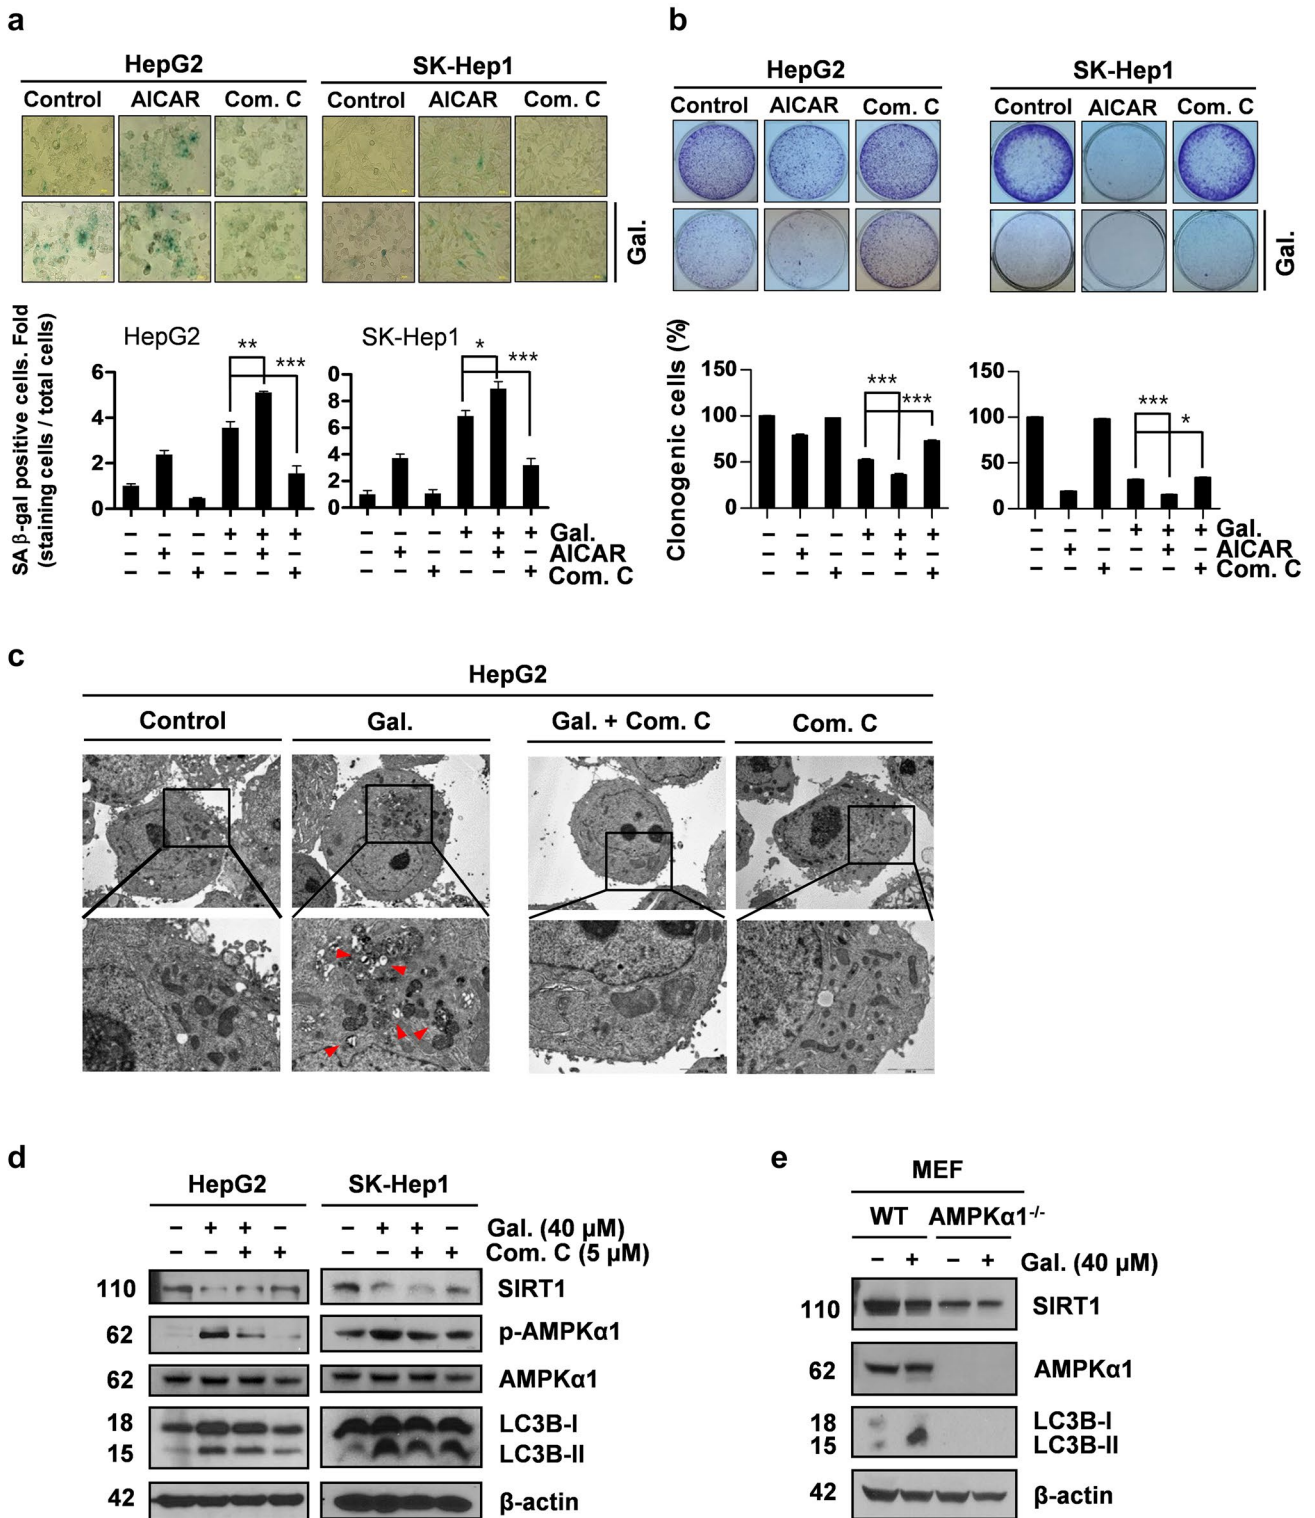 a
HepG2 SK-Hep1
Control AICAR Com. C Control AICAR Com. C
Gal.
SA β-gal positive cells. Fold
(staining cells / total cells)
HepG2 SK-Hep1
** *** * ***
6 4 2 0
0 8 6 4 2 0
– – – + + + – – – + + + Gal.
– + – – + – – + – – + – AICAR
– – + – – + – – + – – + Com. C
b
HepG2 SK-Hep1
Control AICAR Com. C Control AICAR Com. C
Gal.
Clonogenic cells (%)
*** *** *** *
150 100 50 0
150 100 50 0
– – – + + + – – – + + + Gal.
– + – – + – – + – – + – AICAR
– – + – – + – – + – – + Com. C
c
HepG2
Control Gal. Gal. + Com. C Com. C
d
HepG2 SK-Hep1
– + + – – + + – Gal. (40 µM)
– – + + – – + + Com. C (5 µM)
110 SIRT1
62 p-AMPKα1
62 AMPKα1
18 LC3B-I
15 LC3B-II
42 β-actin
e
MEF
WT AMPKα1-/-
– + – + Gal. (40 µM)
110 SIRT1
62 AMPKα1
18 LC3B-I
15 LC3B-II
42 β-actin